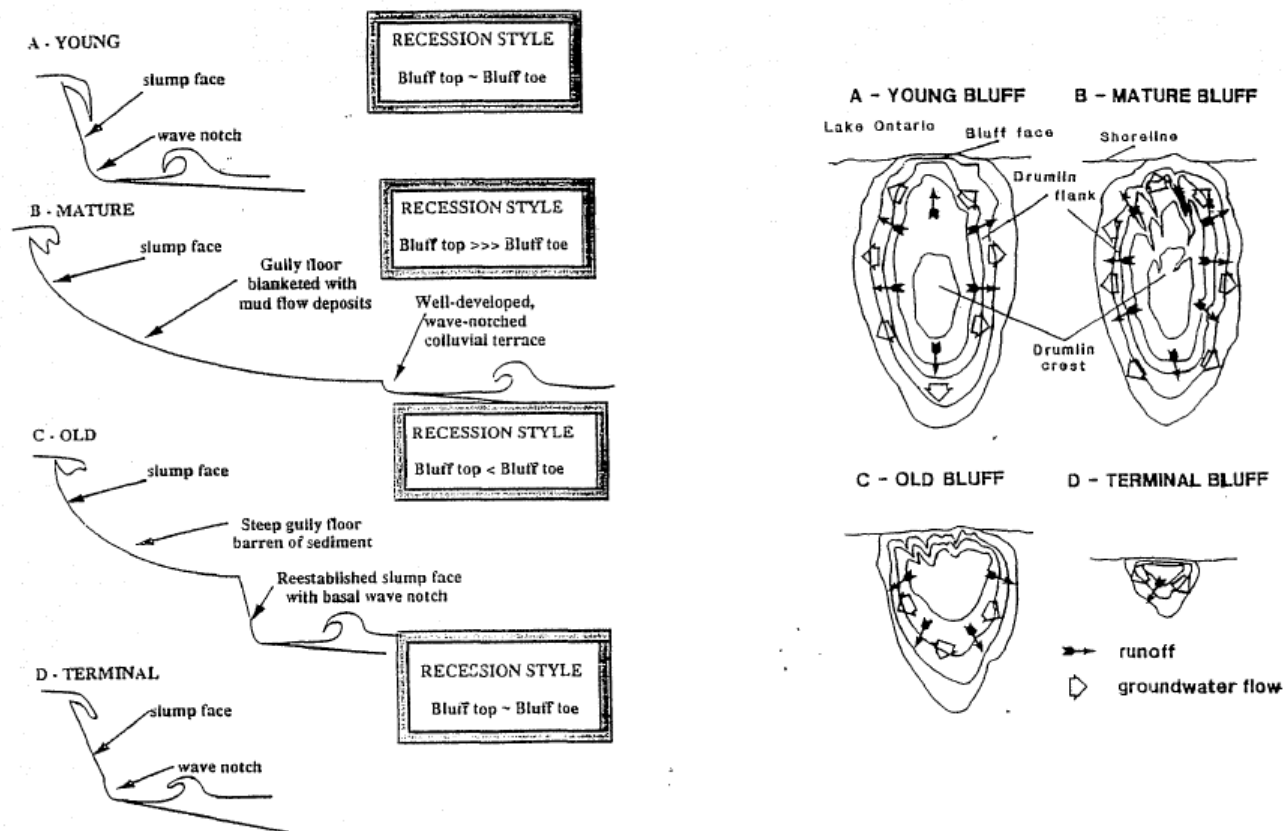 A - YOUNG
slump face
wave notch
RECESSION STYLE
Bluff top ~ Bluff toe
B - MATURE
slump face
Gully floor
blanketed with
mud flow deposits
Well-developed,
wave-notched
colluvial terrace
RECESSION STYLE
Bluff top >>> Bluff toe
C - OLD
slump face
Steep gully floor
barren of sediment
Reestablished slump face
with basal wave notch
RECESSION STYLE
Bluff top < Bluff toe
D - TERMINAL
slump face
wave notch
RECESSION STYLE
Bluff top ~ Bluff toe
A - YOUNG BLUFF
B - MATURE BLUFF
Lake Ontario
Bluff face
Shoreline
Drumlin
flank
Drumlin
crest
C - OLD BLUFF
D - TERMINAL BLUFF
runoff
groundwater flow